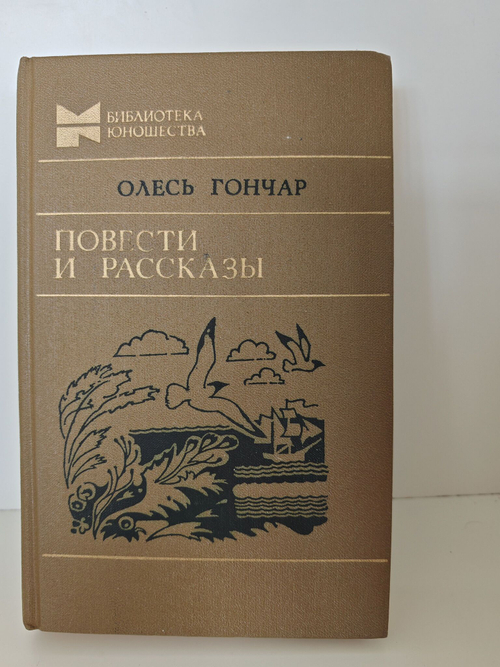 БИБЛИОТЕКА
ЮНОШЕСТВА
ОЛЕСЬ ГОНЧАР
ПОВЕСТИ
И РАССКАЗЫ